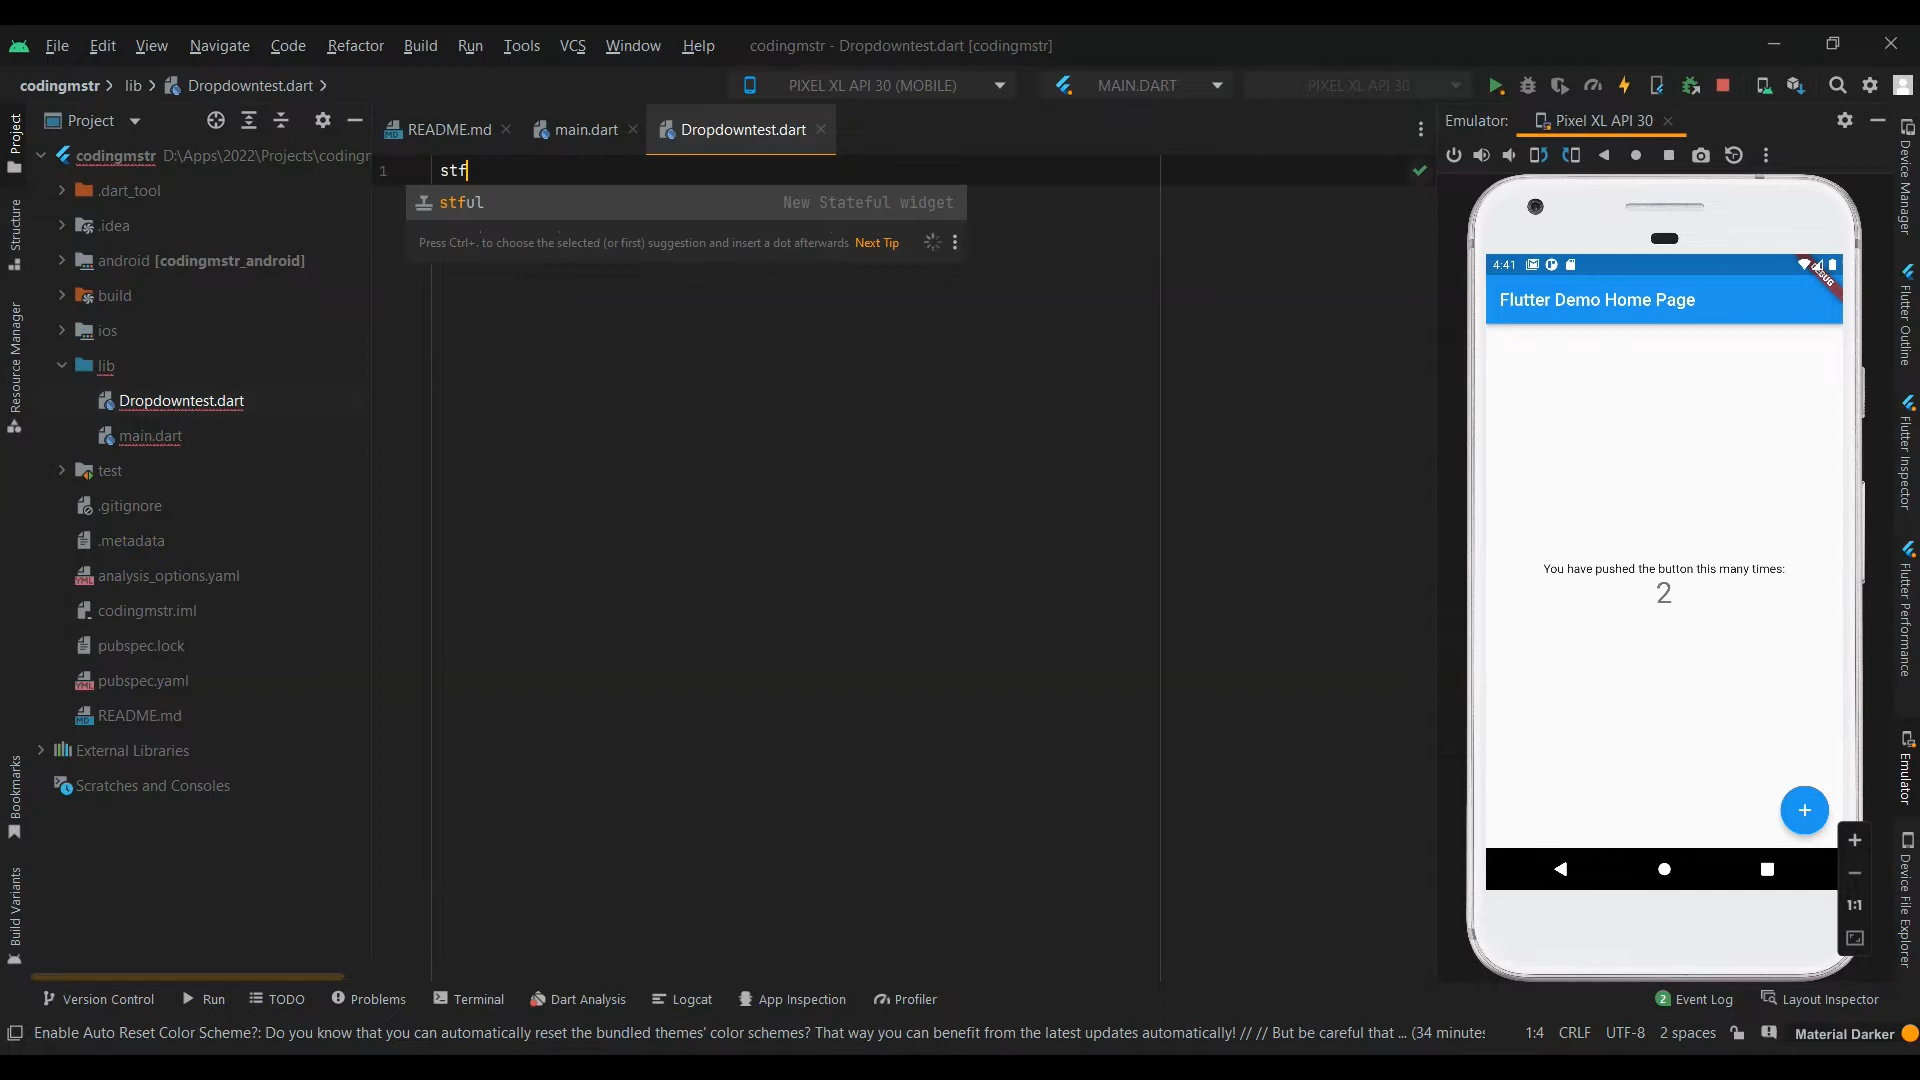 File Edit View Navigate Code Refactor Build Run Tools VCS Window Help codingmstr - Dropdowntest.dart [codingmstr]
codingmstr lib Dropdowntest.dart PIXEL XL API 30 (MOBILE) MAIN.DART PIXEL XL API 30
Project README.md main.dart Dropdowntest.dart Emulator: Pixel XL API 30
codingmstr D:\Apps\2022\Projects\codingr
1 stf
.dart_tool
stful New Stateful widget
.idea
Press Ctrl+. to choose the selected (or first) suggestion and insert a dot afterwards Next Tip
android [codingmstr_android]
build
ios
lib
Dropdowntest.dart
main.dart
test
.gitignore
.metadata
analysis_options.yaml
codingmstr.iml
pubspec.lock
pubspec.yaml
README.md
External Libraries
Scratches and Consoles
Project
Structure
Resource Manager
Bookmarks
Build Variants
4:41
DEBUG
Flutter Demo Home Page
You have pushed the button this many times:
2
+
1:1
Device Manager
Flutter Outline
Flutter Inspector
Flutter Performance
Emulator
Device File Explorer
Version Control Run TODO Problems Terminal Dart Analysis Logcat App Inspection Profiler 2 Event Log Layout Inspector
Enable Auto Reset Color Scheme?: Do you know that you can automatically reset the bundled themes' color schemes? That way you can benefit from the latest updates automatically! // // But be careful that ... (34 minutes 1:4 CRLF UTF-8 2 spaces Material Darker